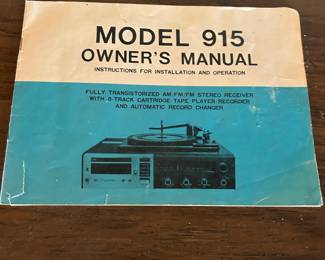 MODEL 915
OWNER'S MANUAL
INSTRUCTIONS FOR INSTALLATION AND OPERATION
FULLY TRANSISTORIZED AM/FM/FM STEREO RECEIVER
WITH 8-TRACK CARTRIDGE TAPE PLAYER/RECORDER
AND AUTOMATIC RECORD CHANGER